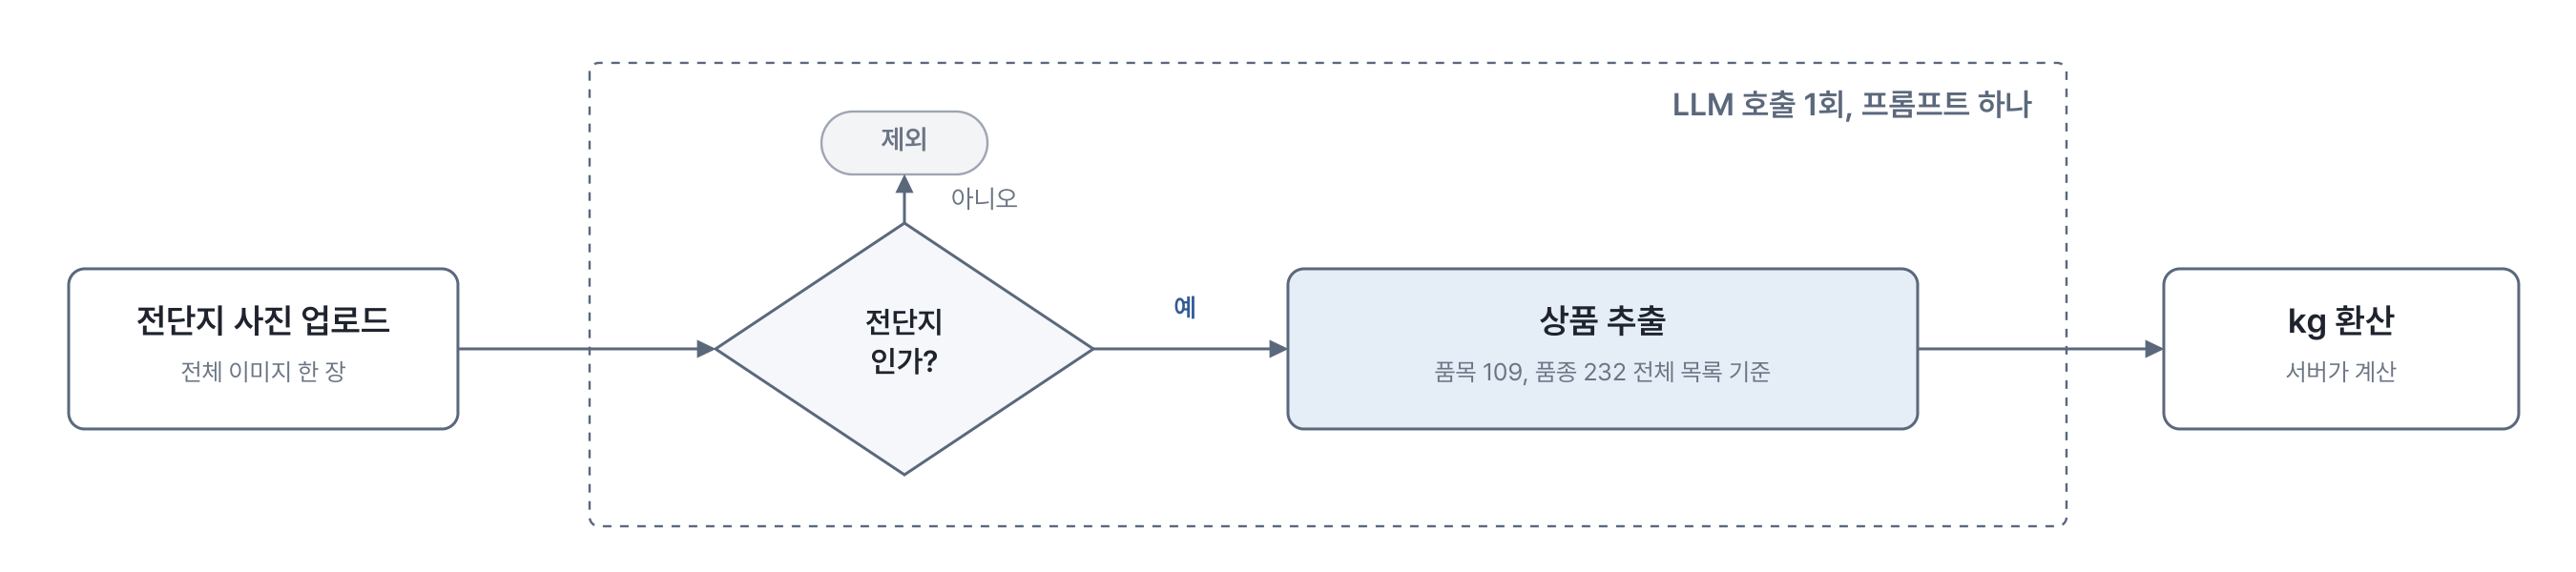 LLM 호출 1회, 프롬프트 하나
제외
아니오
전단지 사진 업로드
전체 이미지 한 장
전단지
인가?
예
상품 추출
품목 109, 품종 232 전체 목록 기준
kg 환산
서버가 계산